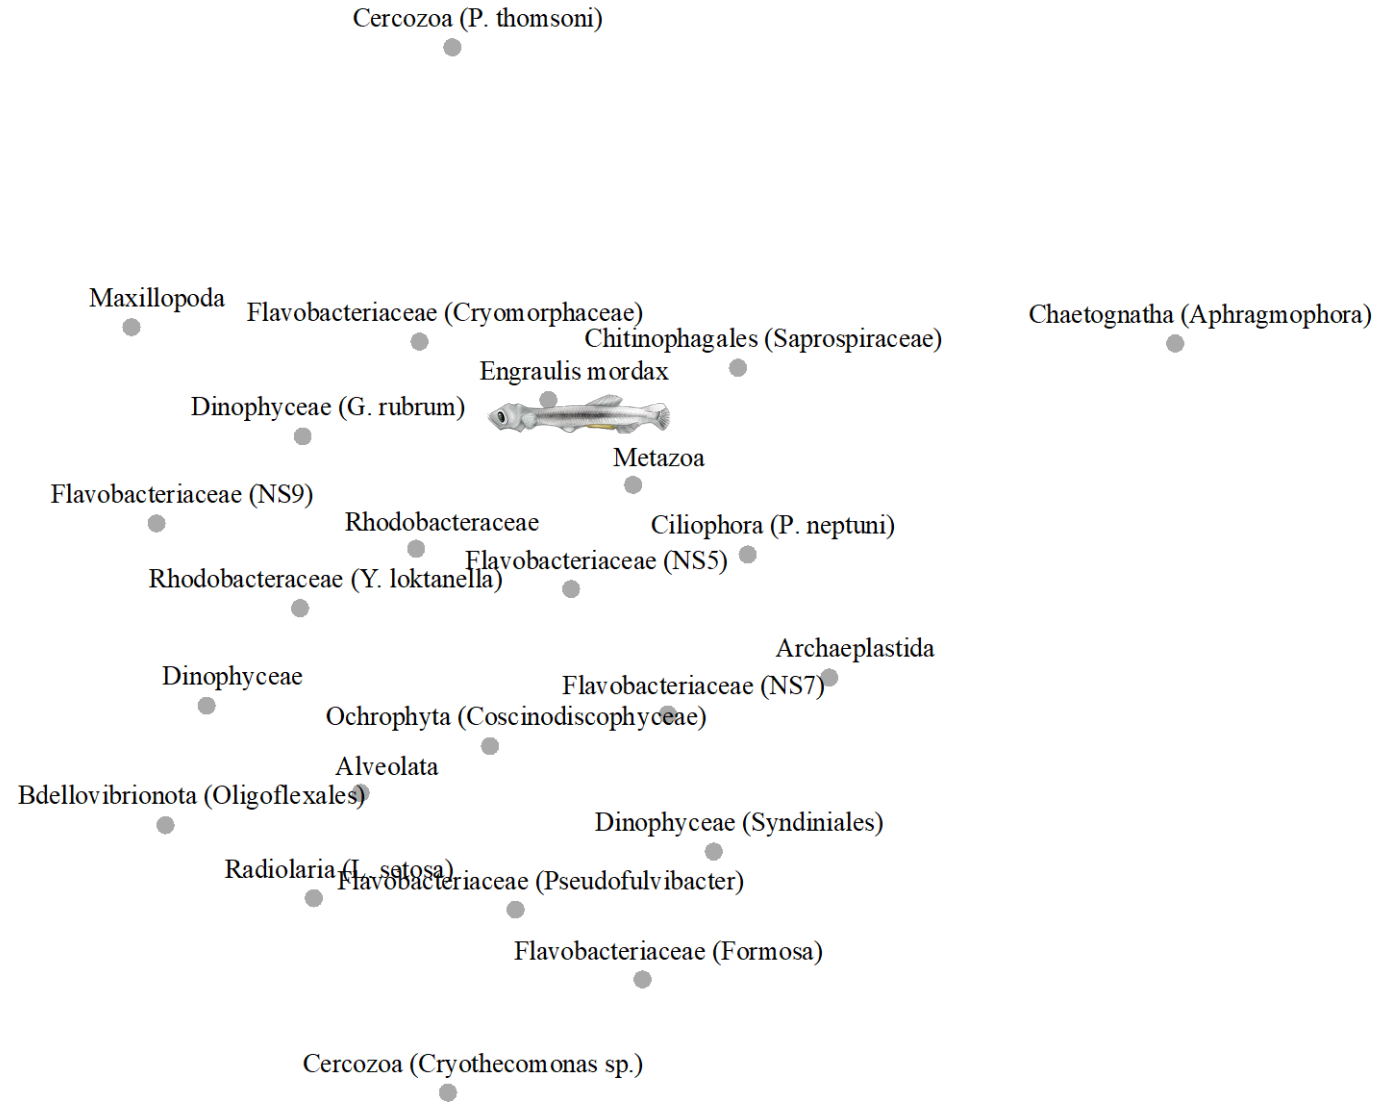 Cercozoa (P. thomsoni)
Maxillopoda
Flavobacteriaceae (Cryomorphaceae)
Chaetognatha (Aphragmophora)
Chitinophagales (Saprospiraceae)
Engraulis mordax
Dinophyceae (G. rubrum)
Metazoa
Flavobacteriaceae (NS9)
Rhodobacteraceae
Ciliophora (P. neptuni)
Flavobacteriaceae (NS5)
Rhodobacteraceae (Y. loktanella)
Archaeplastida
Dinophyceae
Flavobacteriaceae (NS7)
Ochrophyta (Coscinodiscophyceae)
Alveolata
Bdellovibrionota (Oligoflexales)
Dinophyceae (Syndiniales)
Radiolaria (L. setosa)
Flavobacteriaceae (Pseudofulvibacter)
Flavobacteriaceae (Formosa)
Cercozoa (Cryothecomonas sp.)